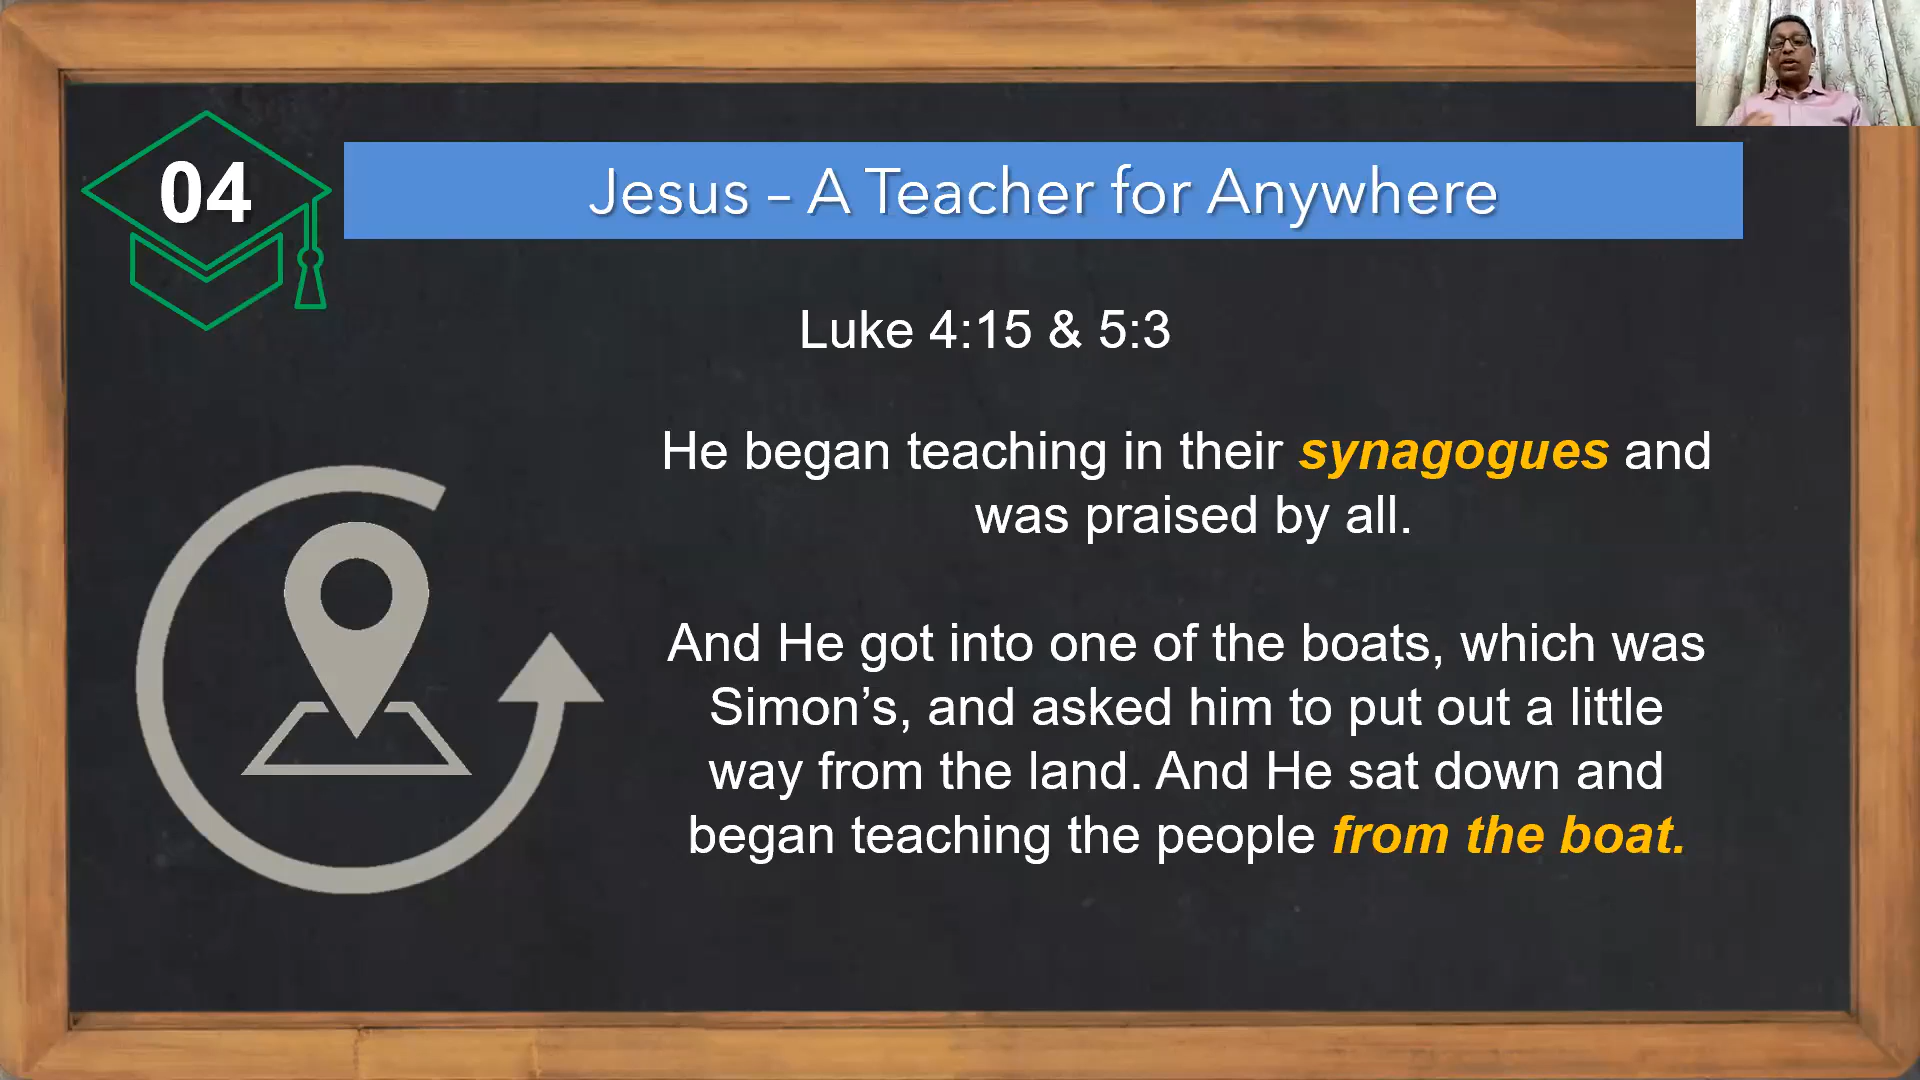 04
Jesus – A Teacher for Anywhere
Luke 4:15 & 5:3
He began teaching in their synagogues and
was praised by all.
And He got into one of the boats, which was
Simon’s, and asked him to put out a little
way from the land. And He sat down and
began teaching the people from the boat.